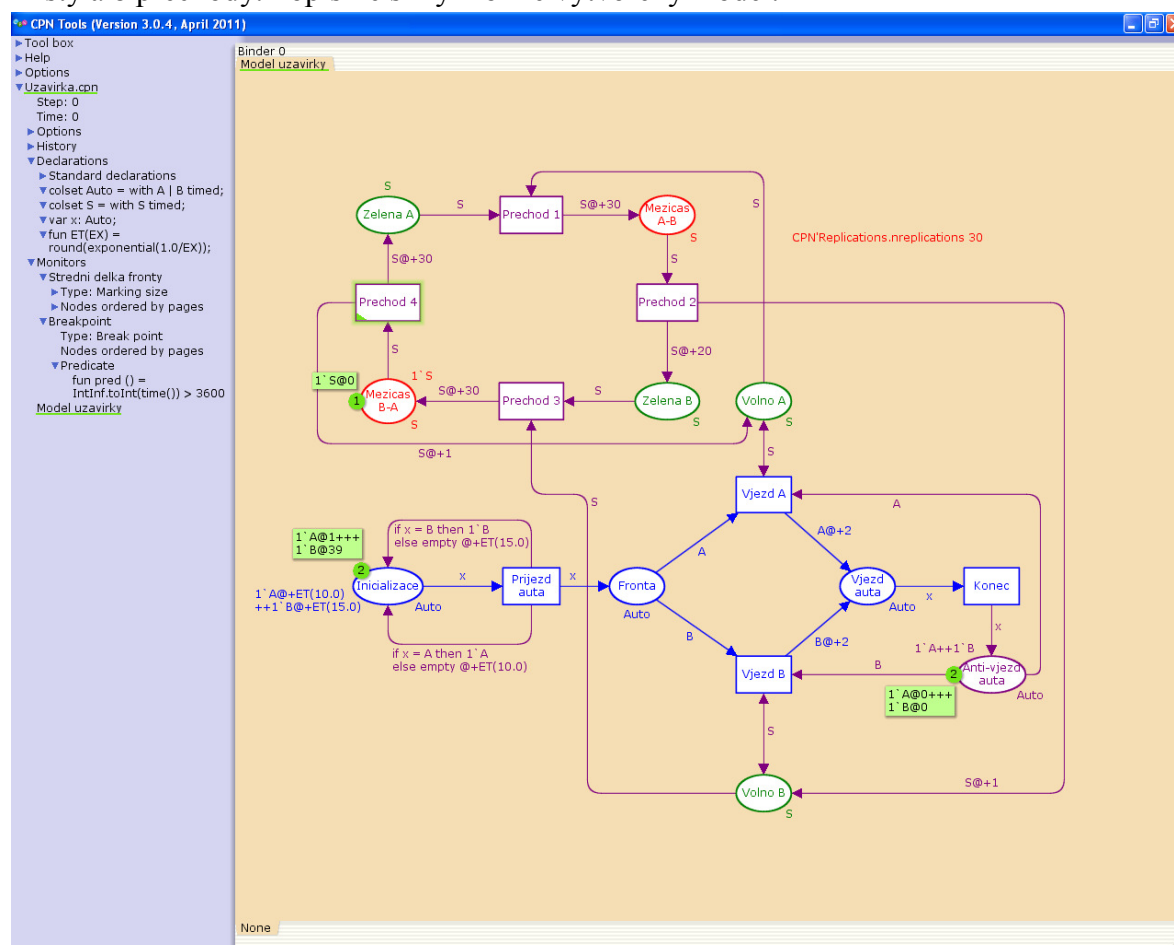 CPN Tools (Version 3.0.4, April 2011)
Tool box
Help
Options
Uzavirka.cpn
Step: 0
Time: 0
Options
History
Declarations
Standard declarations
colset Auto = with A | B timed;
colset S = with S timed;
var x: Auto;
fun ET(EX) =
round(exponential(1.0/EX));
Monitors
Stredni delka fronty
Type: Marking size
Nodes ordered by pages
Breakpoint
Type: Break point
Nodes ordered by pages
Predicate
fun pred () =
IntInf.toInt(time()) > 3600
Model uzavirky
Binder 0
Model uzavirky
S
Zelena A
S
Prechod 1
S@+30
Mezicas
A-B
S
S
CPN'Replications.nreplications 30
S@+30
S
Prechod 4
Prechod 2
S
S@+20
1`S@0
1`S
1
Mezicas
B-A
S
S@+30
Prechod 3
S
Zelena B
S
Volno A
S
S@+1
S
S
Vjezd A
A
if x = B then 1`B
else empty @+ET(15.0)
1`A@1+++
1`B@39
2
A@+2
A
Inicializace
x
Prijezd
auta
x
Fronta
Vjezd
auta
x
Konec
1`A@+ET(10.0)
++1`B@+ET(15.0)
Auto
Auto
Auto
x
B
B@+2
if x = A then 1`A
else empty @+ET(10.0)
1`A++1`B
B
Vjezd B
2
Anti-vjezd
auta
Auto
1`A@0+++
1`B@0
S
Volno B
S@+1
S
None